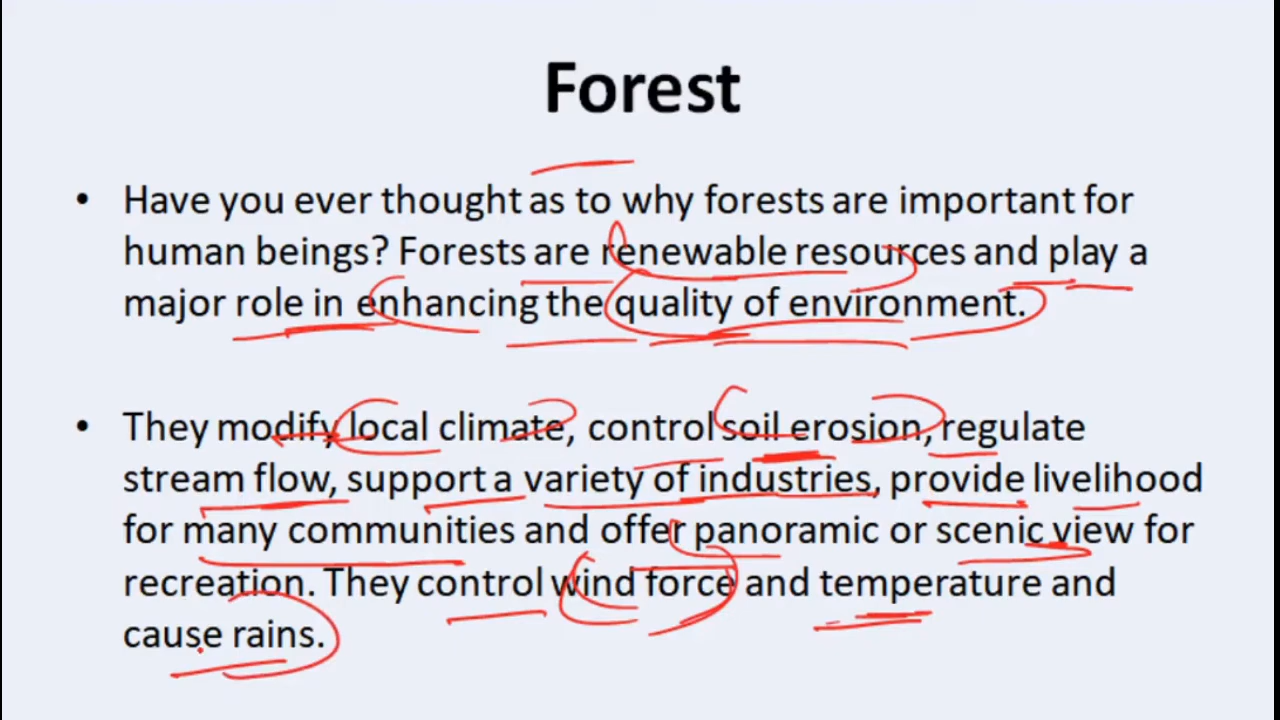 Forest
• Have you ever thought as to why forests are important for
human beings? Forests are renewable resources and play a
major role in enhancing the quality of environment.
• They modify local climate, control soil erosion, regulate
stream flow, support a variety of industries, provide livelihood
for many communities and offer panoramic or scenic view for
recreation. They control wind force and temperature and
cause rains.